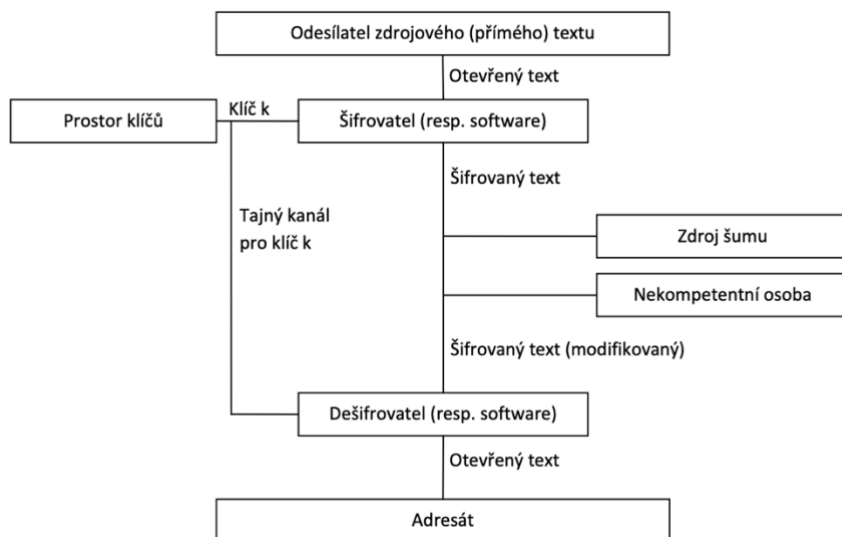 Odesílatel zdrojového (přímého) textu
Otevřený text
Prostor klíčů
Klíč k
Šifrovatel (resp. software)
Šifrovaný text
Tajný kanál
pro klíč k
Zdroj šumu
Nekompetentní osoba
Šifrovaný text (modifikovaný)
Dešifrovatel (resp. software)
Otevřený text
Adresát